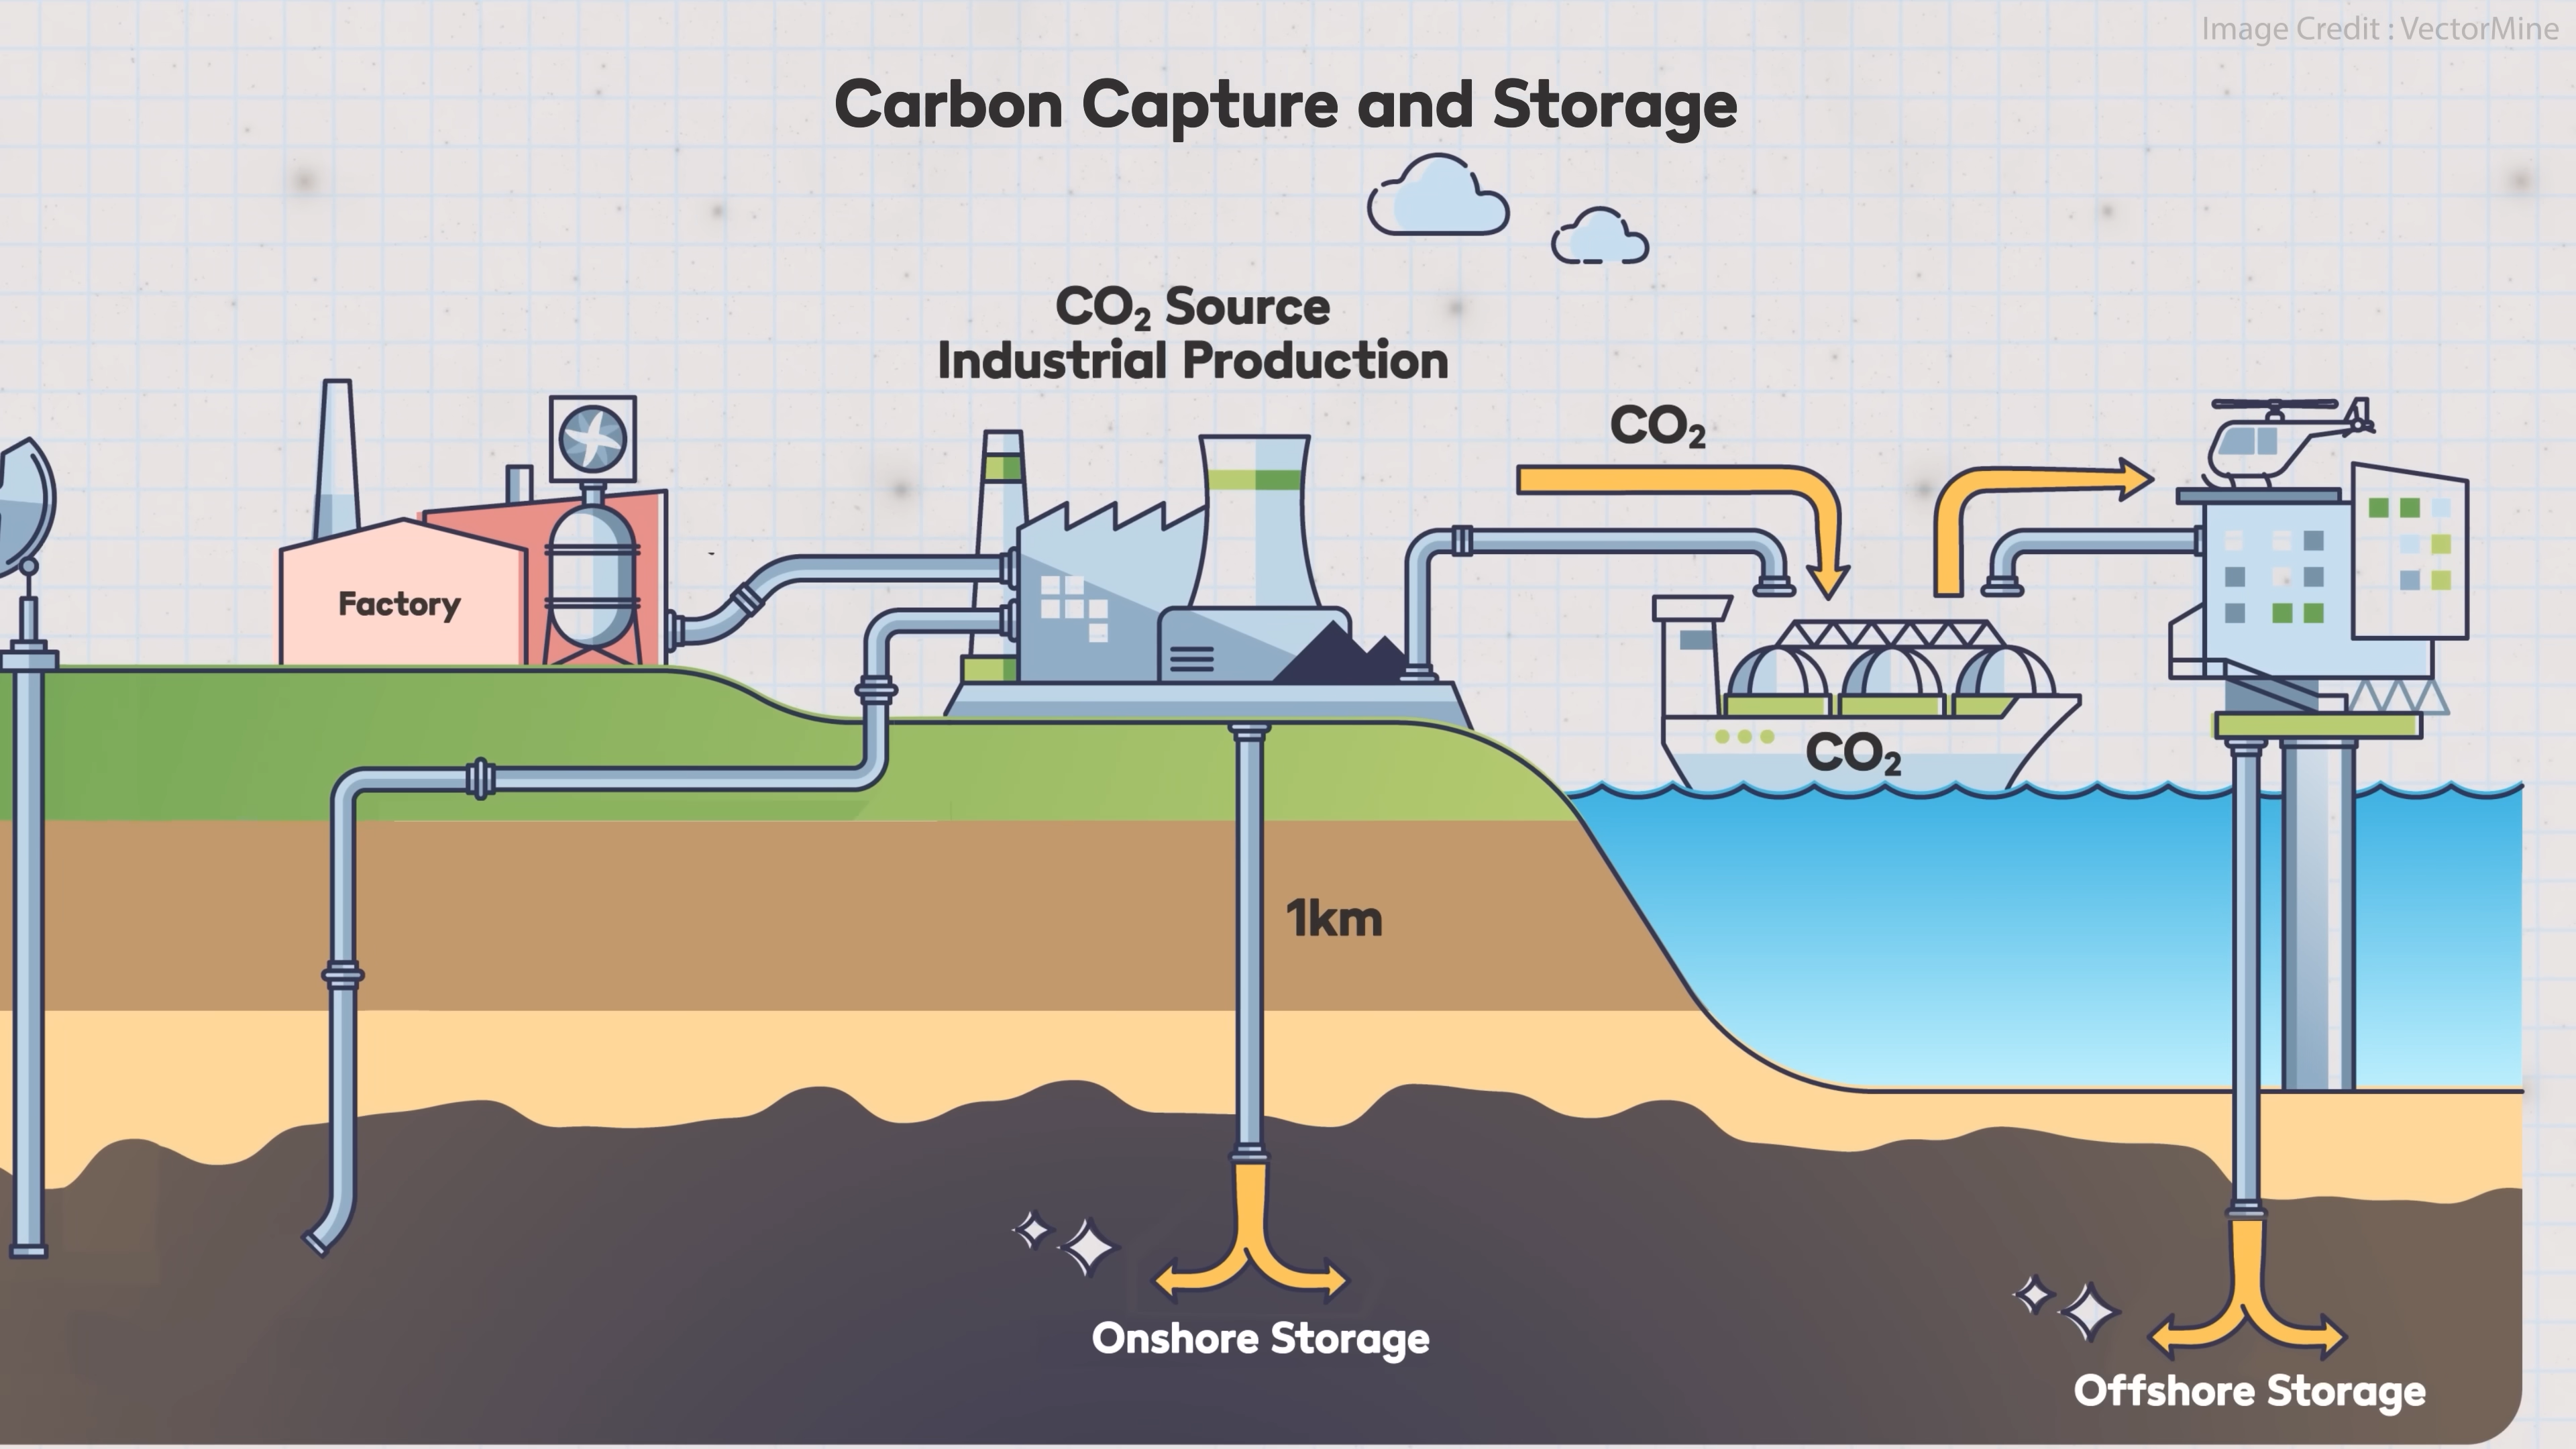 Image Credit : VectorMine
Carbon Capture and Storage
CO₂ Source
Industrial Production
CO₂
Factory
CO₂
1km
Onshore Storage
Offshore Storage